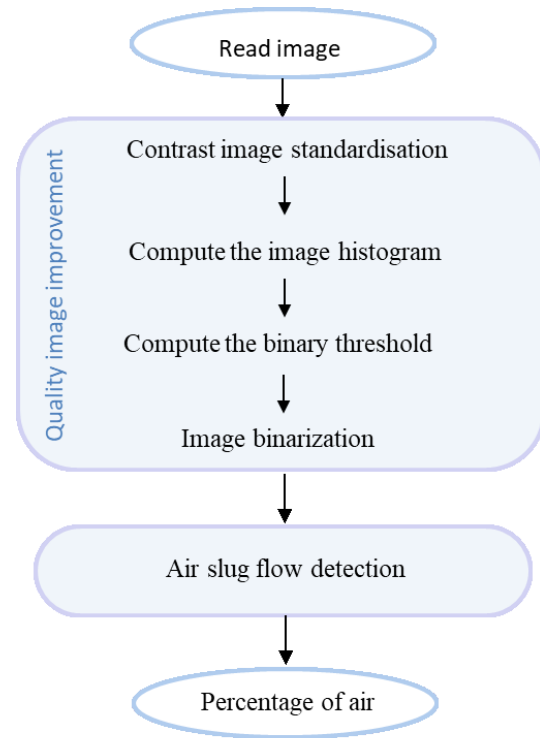 Read image
Quality image improvement
Contrast image standardisation
Compute the image histogram
Compute the binary threshold
Image binarization
Air slug flow detection
Percentage of air